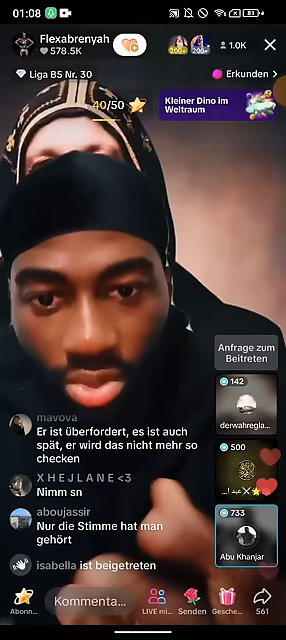 01:08
81
Flexabrenyah
578.5K
200+
200+
1.0K
Liga B5 Nr. 30
Erkunden >
40/50
Kleiner Dino im
Weltraum
Anfrage zum
Beitreten
142
derwahregla...
500
733
Abu Khanjar
mavova
Er ist überfordert, es ist auch
spät, er wird das nicht mehr so
checken
X H E J L A N E <3
Nimm sn
aboujassir
Nur die Stimme hat man
gehört
isabella ist beigetreten
Abonn...
Kommenta...
LIVE mi...
Senden
Gesche...
561